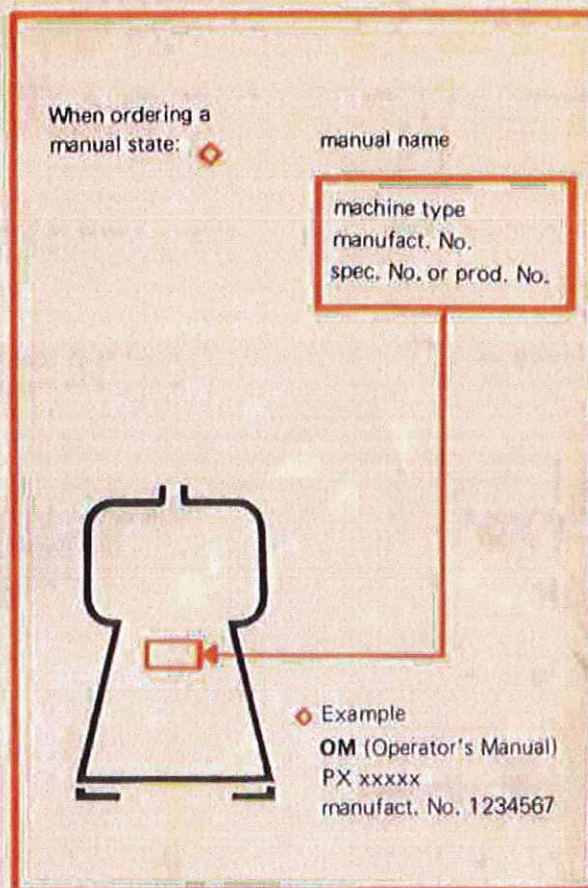 When ordering a
manual state:
manual name
machine type
manufact. No.
spec. No. or prod. No.
Example
OM (Operator's Manual)
PX xxxxx
manufact. No. 1234567